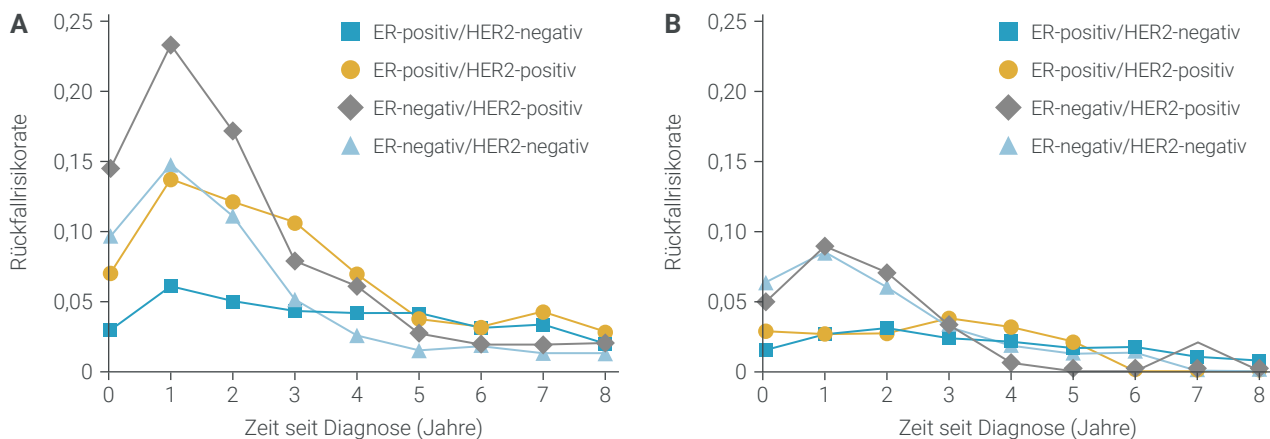 A
Rückfallrisikorate
0,25
0,20
0,15
0,10
0,05
0
0 1 2 3 4 5 6 7 8
Zeit seit Diagnose (Jahre)
ER-positiv/HER2-negativ
ER-positiv/HER2-positiv
ER-negativ/HER2-positiv
ER-negativ/HER2-negativ
B
Rückfallrisikorate
0,25
0,20
0,15
0,10
0,05
0
0 1 2 3 4 5 6 7 8
Zeit seit Diagnose (Jahre)
ER-positiv/HER2-negativ
ER-positiv/HER2-positiv
ER-negativ/HER2-positiv
ER-negativ/HER2-negativ